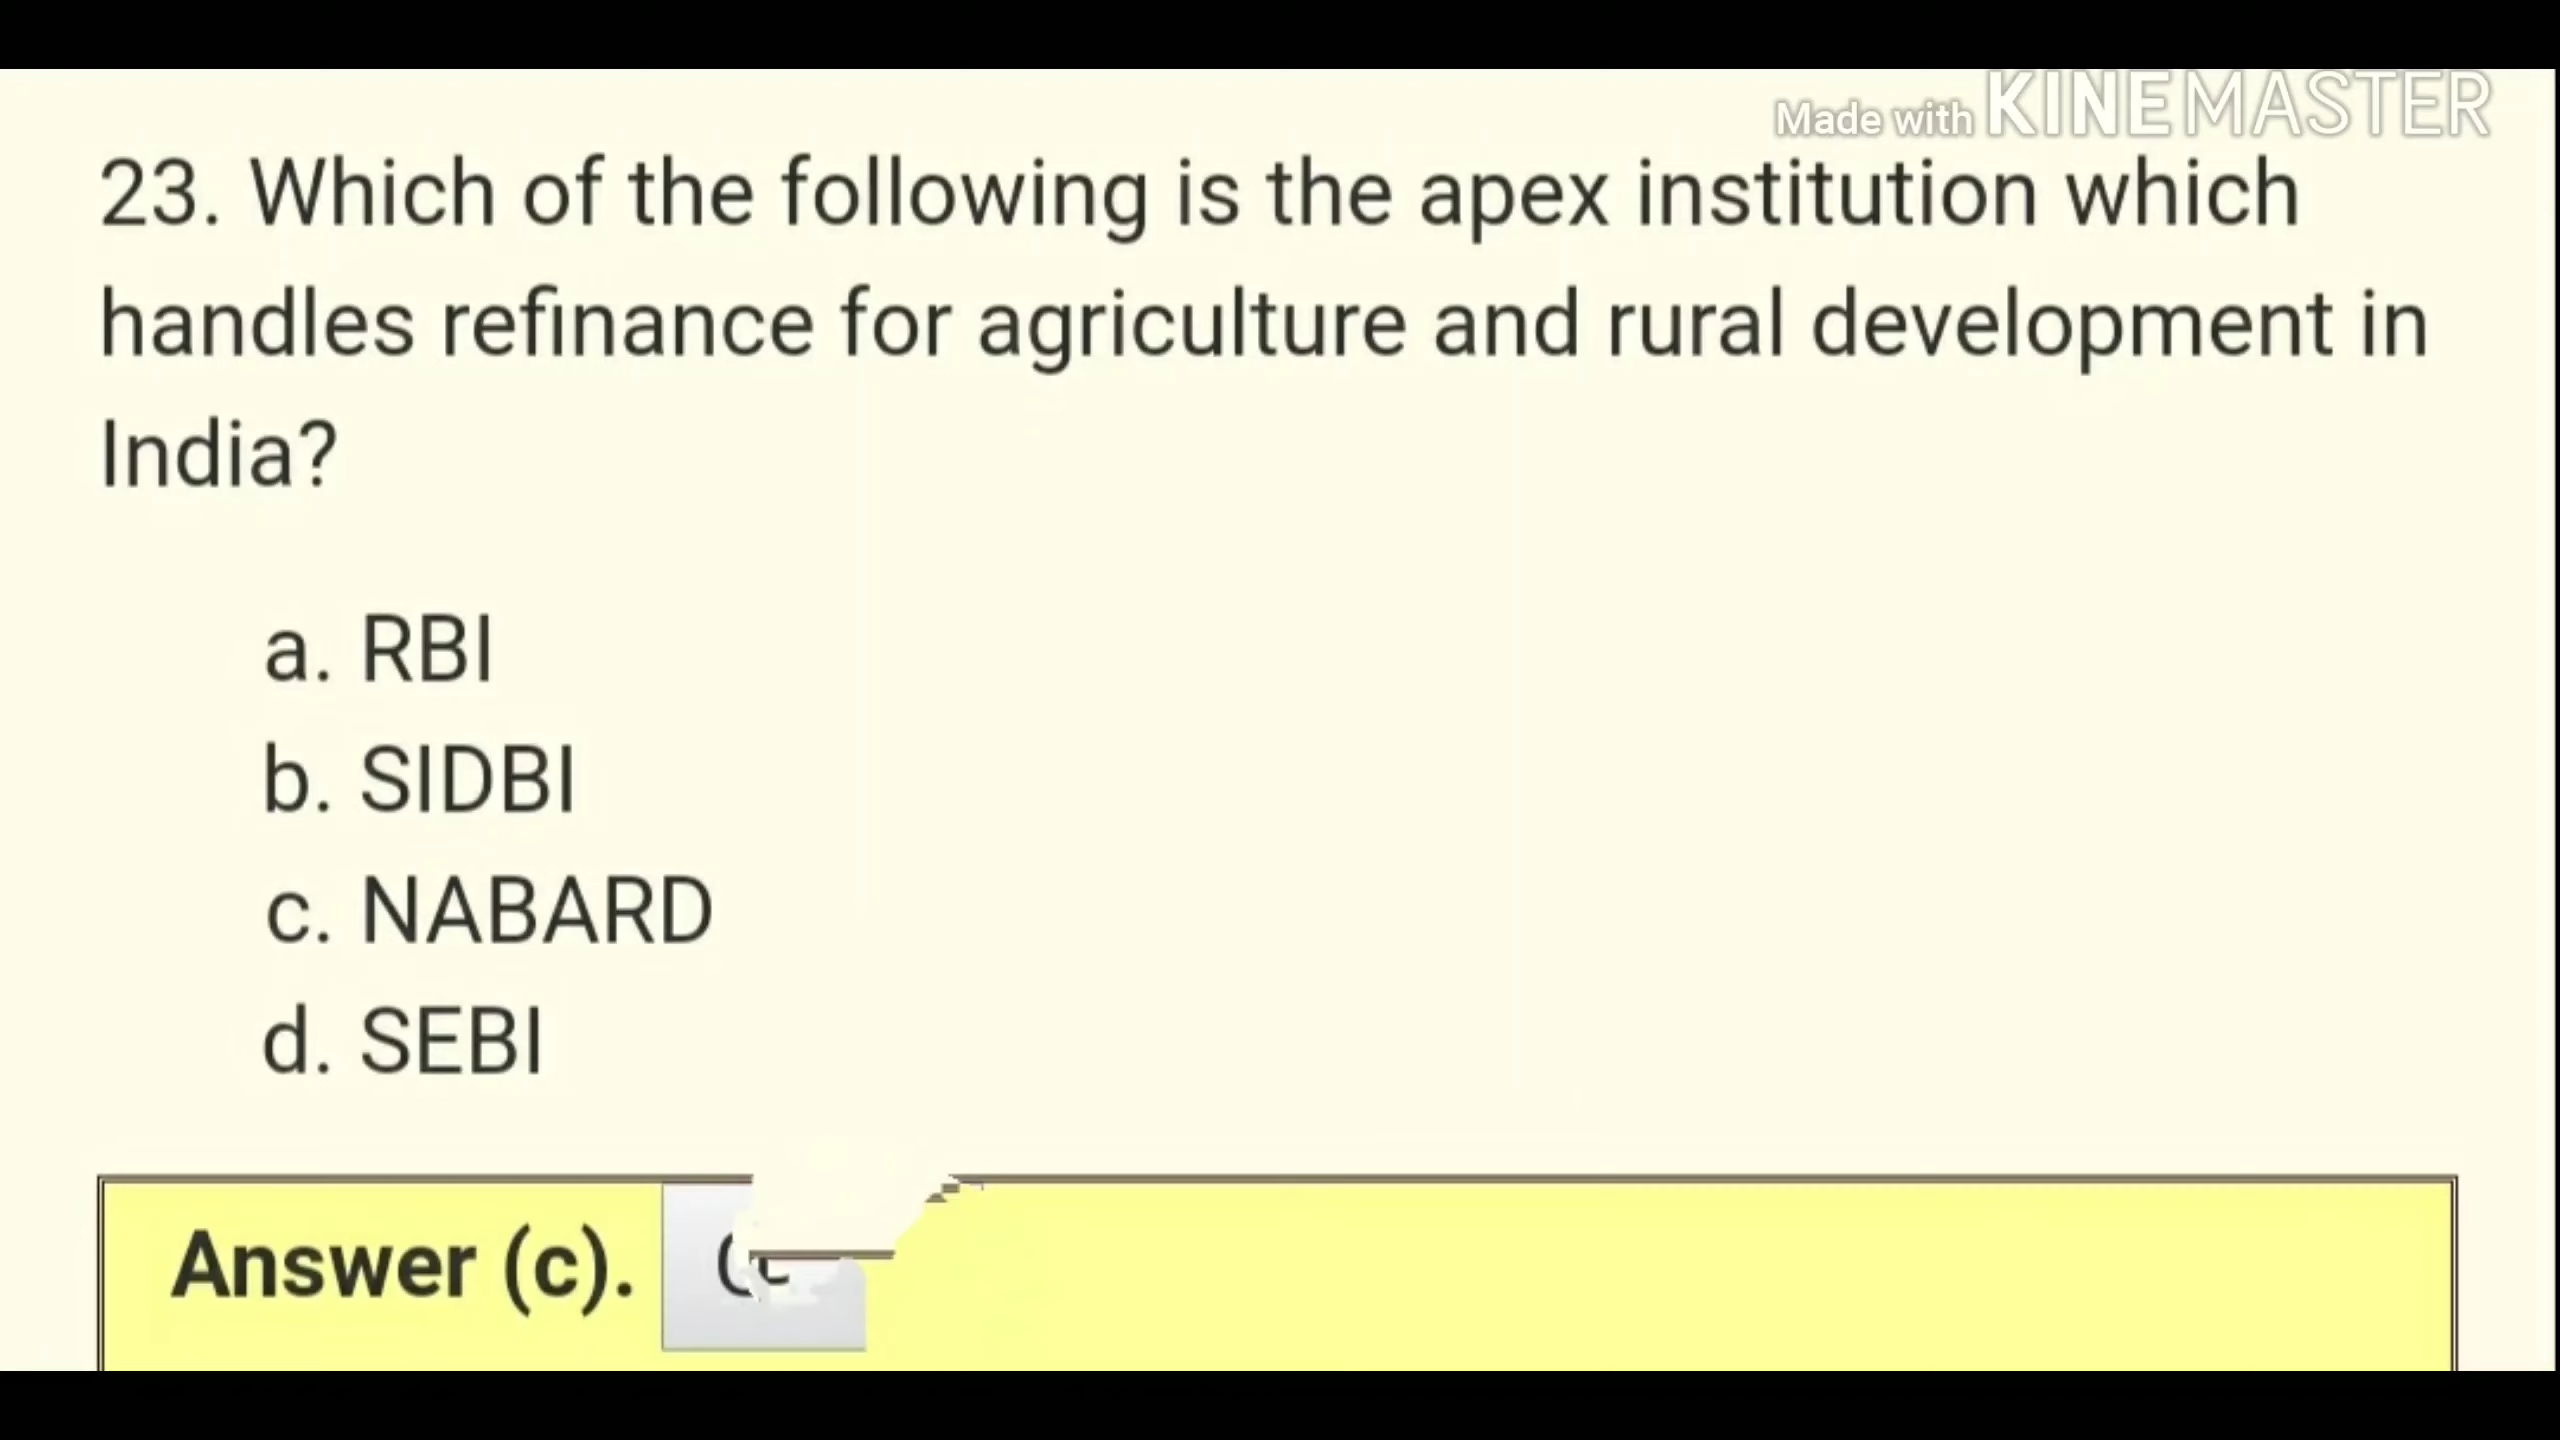 Made with KINEMASTER
23. Which of the following is the apex institution which
handles refinance for agriculture and rural development in
India?
a. RBI
b. SIDBI
c. NABARD
d. SEBI
Answer (c).